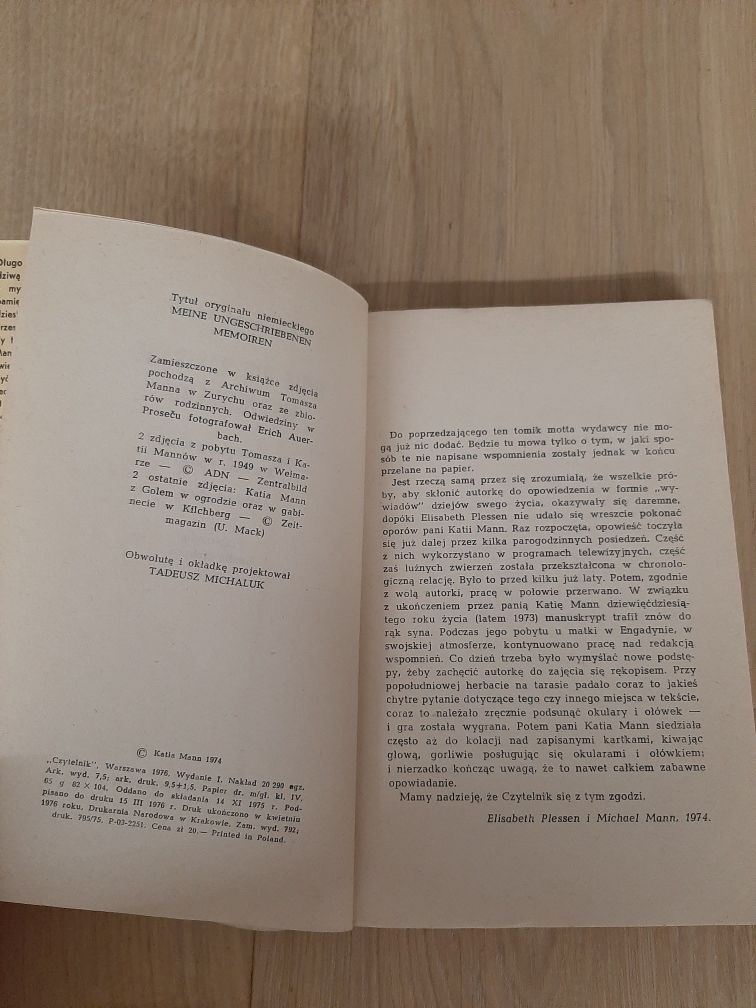 Długo
dziwą
my
pamię
rzer
y t
Man
wie
yć
Tytuł oryginału niemieckiego
MEINE UNGESCHRIEBENEN
MEMOIREN
Zamieszczone w książce zdjęcia
pochodzą z Archiwum Tomasza
Manna w Zurychu oraz ze zbio-
rów rodzinnych. Odwiedziny w
Proseču fotografował Erich Auer-
bach.
2 zdjęcia z pobytu Tomasza i Ka-
tii Mannów w r. 1949 w Weima-
rze — © ADN — Zentralbild
2 ostatnie zdjęcia: Katia Mann
z Golem w ogrodzie oraz w gabi-
necie w Kilchberg — © Zeit-
magazin (U. Mack)
Obwolutę i okładkę projektował
TADEUSZ MICHALUK
© Katia Mann 1974
„Czytelnik", Warszawa 1976. Wydanie I. Nakład 20 290 egz.
Ark. wyd. 7,5; ark. druk. 9,5+1,5. Papier dr. m/gł. kl. IV,
65 g 82 × 104. Oddano do składania 14 XI 1975 r. Pod-
pisano do druku 15 III 1976 r. Druk ukończono w kwietniu
1976 roku. Drukarnia Narodowa w Krakowie. Zam. wyd. 792;
druk. 795/75. P-03-2251. Cena zł 20.— Printed in Poland.
Do poprzedzającego ten tomik motta wydawcy nie mo-
gą już nic dodać. Będzie tu mowa tylko o tym, w jaki spo-
sób te nie napisane wspomnienia zostały jednak w końcu
przelane na papier.
Jest rzeczą samą przez się zrozumiałą, że wszelkie pró-
by, aby skłonić autorkę do opowiedzenia w formie „wy-
wiadów" dziejów swego życia, okazywały się daremne,
dopóki Elisabeth Plessen nie udało się wreszcie pokonać
oporów pani Katii Mann. Raz rozpoczęta, opowieść toczyła
się już dalej przez kilka parogodzinnych posiedzeń. Część
z nich wykorzystano w programach telewizyjnych, część
zaś luźnych zwierzeń została przekształcona w chronolo-
giczną relację. Było to przed kilku już laty. Potem, zgodnie
z wolą autorki, pracę w połowie przerwano. W związku
z ukończeniem przez panią Katię Mann dziewięćdziesią-
tego roku życia (latem 1973) manuskrypt trafił znów do
rąk syna. Podczas jego pobytu u matki w Engadynie, w
swojskiej atmosferze, kontynuowano pracę nad redakcją
wspomnień. Co dzień trzeba było wymyślać nowe podstę-
py, żeby zachęcić autorkę do zajęcia się rękopisem. Przy
popołudniowej herbacie na tarasie padało coraz to jakieś
chytre pytanie dotyczące tego czy innego miejsca w tekście,
coraz to należało zręcznie podsunąć okulary i ołówek —
i gra została wygrana. Potem pani Katia Mann siedziała
często aż do kolacji nad zapisanymi kartkami, kiwając
głową, gorliwie posługując się okularami i ołówkiem;
i nierzadko kończąc uwagą, że to nawet całkiem zabawne
opowiadanie.
Mamy nadzieję, że Czytelnik się z tym zgodzi.
Elisabeth Plessen i Michael Mann, 1974.